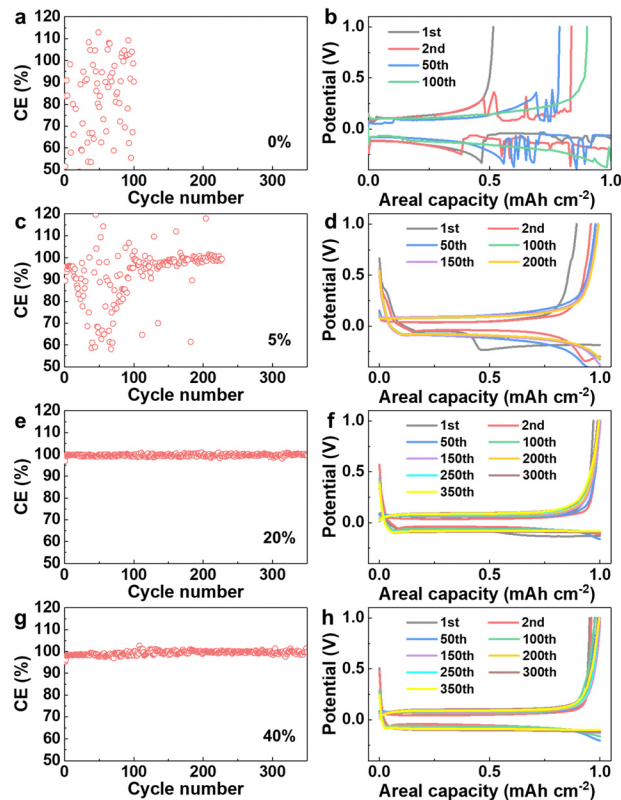 a
CE (%)
120
110
100
90
80
70
60
50
0%
0 100 200 300
Cycle number
b
Potential (V)
1.0
0.5
0.0
1st
2nd
50th
100th
0.0 0.5 1.0
Areal capacity (mAh cm⁻²)
c
CE (%)
120
110
100
90
80
70
60
50
5%
0 100 200 300
Cycle number
d
Potential (V)
1.0
0.5
0.0
1st 2nd
50th 100th
150th 200th
0.0 0.5 1.0
Areal capacity (mAh cm⁻²)
e
CE (%)
120
110
100
90
80
70
60
50
20%
0 100 200 300
Cycle number
f
Potential (V)
1.0
0.5
0.0
1st 2nd
50th 100th
150th 200th
250th 300th
350th
0.0 0.5 1.0
Areal capacity (mAh cm⁻²)
g
CE (%)
120
110
100
90
80
70
60
50
40%
0 100 200 300
Cycle number
h
Potential (V)
1.0
0.5
0.0
1st 2nd
50th 100th
150th 200th
250th 300th
350th
0.0 0.5 1.0
Areal capacity (mAh cm⁻²)